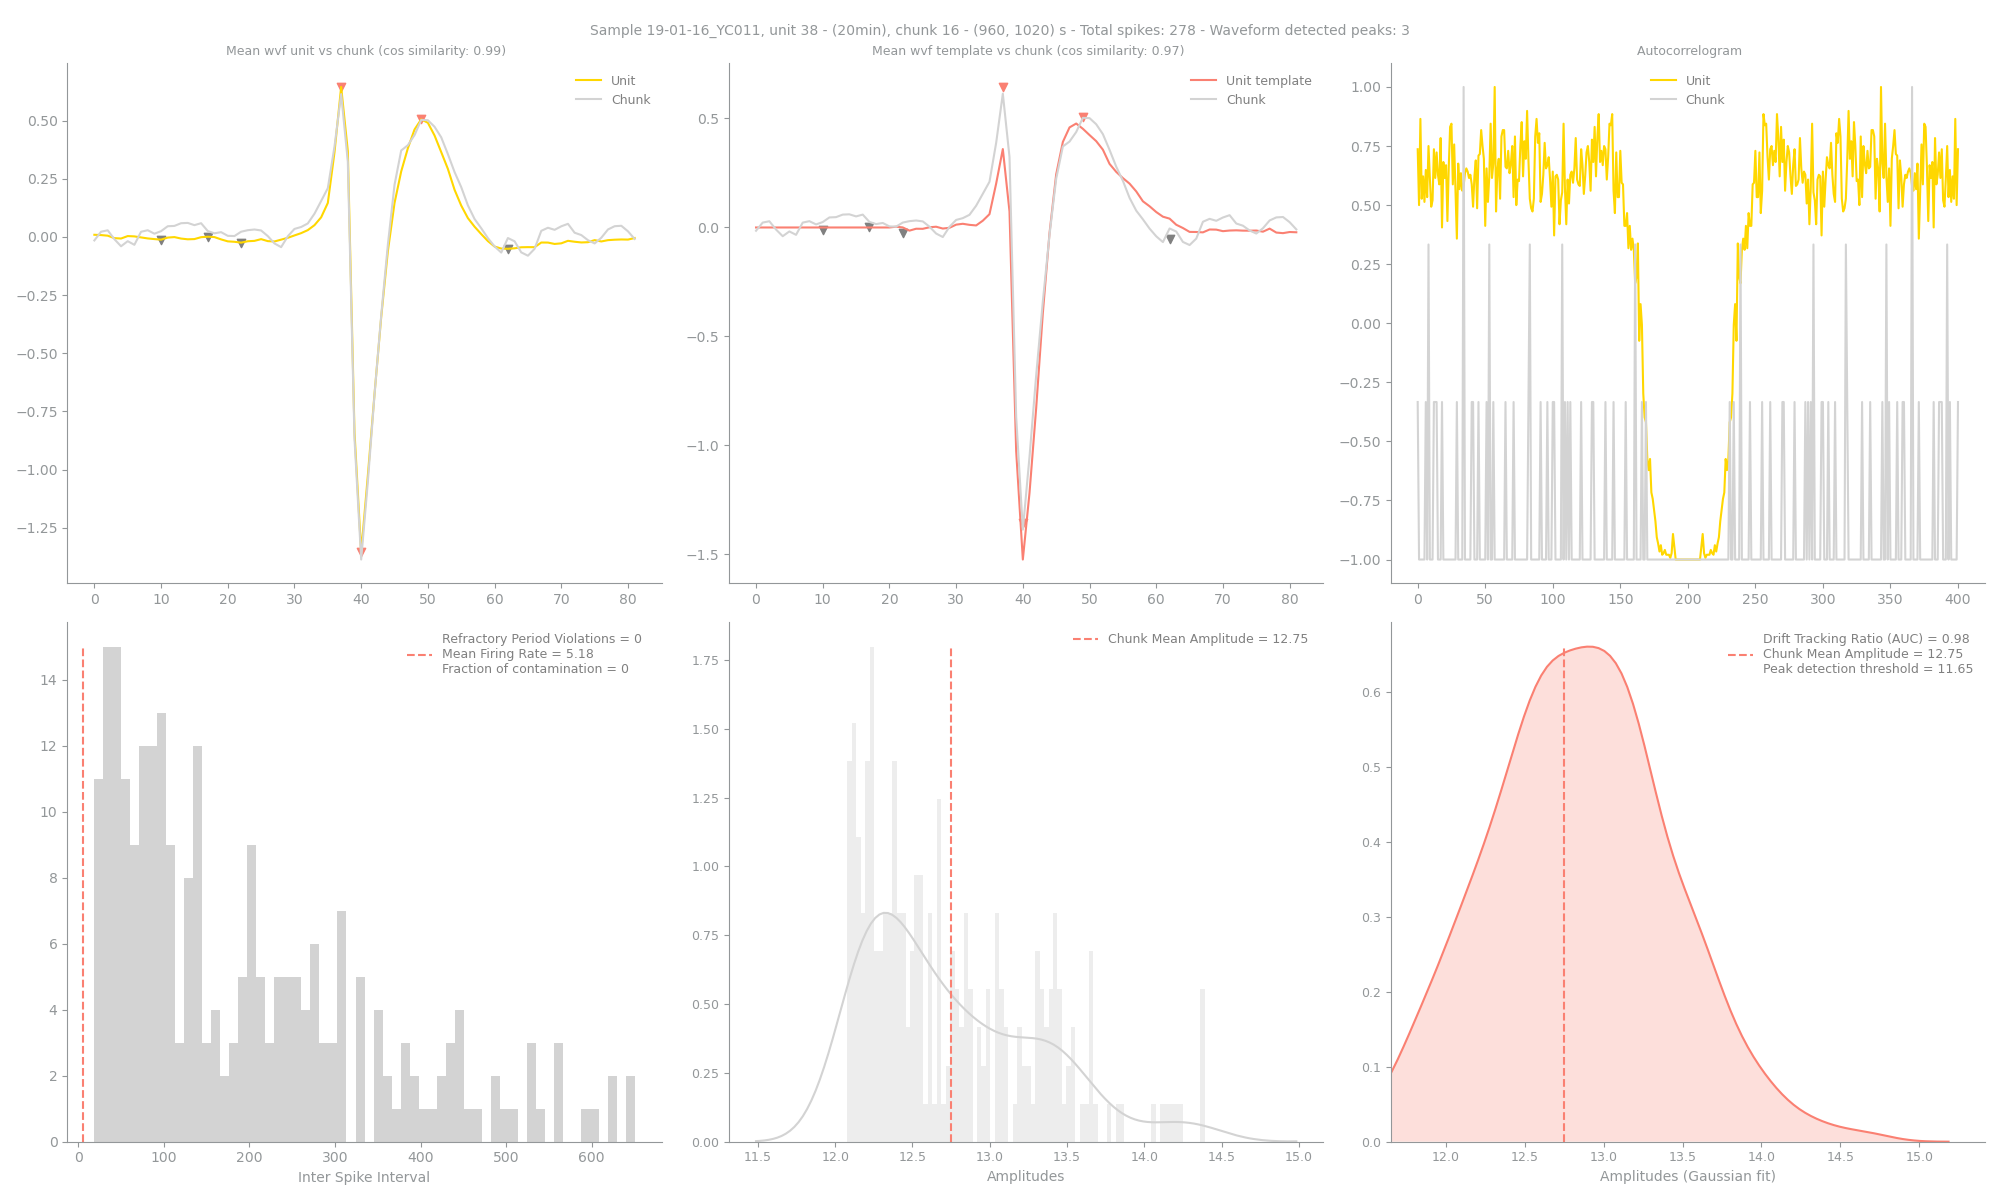 Sample 19-01-16_YC011, unit 38 - (20min), chunk 16 - (960, 1020) s - Total spikes: 278 - Waveform detected peaks: 3
Mean wvf unit vs chunk (cos similarity: 0.99)
Unit
Chunk
0.50
0.25
0.00
−0.25
−0.50
−0.75
−1.00
−1.25
0 10 20 30 40 50 60 70 80
Mean wvf template vs chunk (cos similarity: 0.97)
Unit template
Chunk
0.5
0.0
−0.5
−1.0
−1.5
0 10 20 30 40 50 60 70 80
Autocorrelogram
Unit
Chunk
1.00
0.75
0.50
0.25
0.00
−0.25
−0.50
−0.75
−1.00
0 50 100 150 200 250 300 350 400
Refractory Period Violations = 0
Mean Firing Rate = 5.18
Fraction of contamination = 0
14
12
10
8
6
4
2
0
0 100 200 300 400 500 600
Inter Spike Interval
Chunk Mean Amplitude = 12.75
1.75
1.50
1.25
1.00
0.75
0.50
0.25
0.00
11.5 12.0 12.5 13.0 13.5 14.0 14.5 15.0
Amplitudes
Drift Tracking Ratio (AUC) = 0.98
Chunk Mean Amplitude = 12.75
Peak detection threshold = 11.65
0.6
0.5
0.4
0.3
0.2
0.1
0.0
12.0 12.5 13.0 13.5 14.0 14.5 15.0
Amplitudes (Gaussian fit)